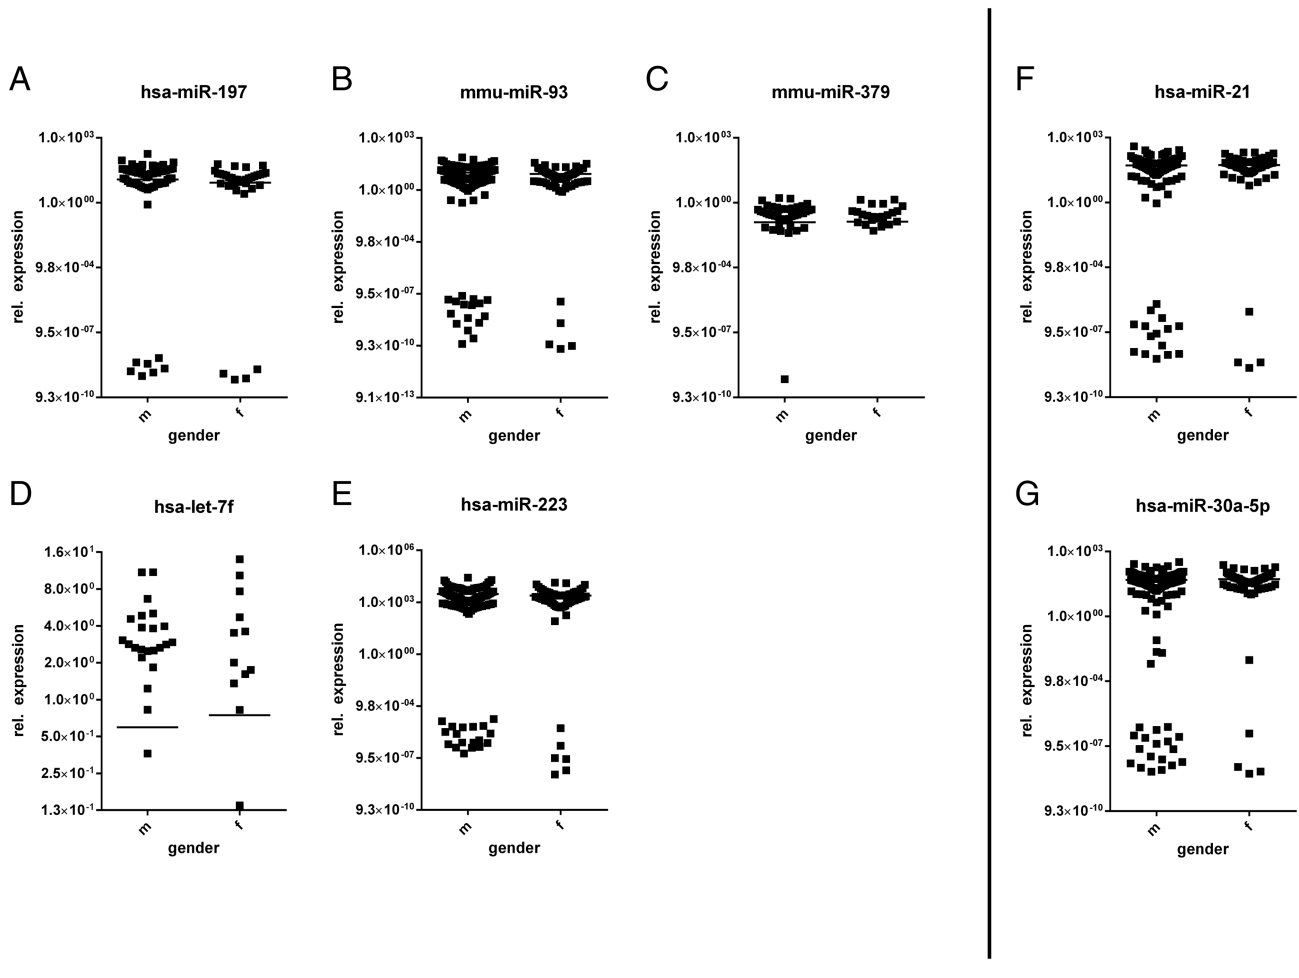 A
hsa-miR-197
rel. expression
1.0×10^03
1.0×10^00
9.8×10^-04
9.5×10^-07
9.3×10^-10
m
f
gender
B
mmu-miR-93
rel. expression
1.0×10^03
1.0×10^00
9.8×10^-04
9.5×10^-07
9.3×10^-10
9.1×10^-13
m
f
gender
C
mmu-miR-379
rel. expression
1.0×10^03
1.0×10^00
9.8×10^-04
9.5×10^-07
9.3×10^-10
m
f
gender
F
hsa-miR-21
rel. expression
1.0×10^03
1.0×10^00
9.8×10^-04
9.5×10^-07
9.3×10^-10
m
f
gender
D
hsa-let-7f
rel. expression
1.6×10^1
8.0×10^0
4.0×10^0
2.0×10^0
1.0×10^0
5.0×10^-1
2.5×10^-1
1.3×10^-1
m
f
gender
E
hsa-miR-223
rel. expression
1.0×10^06
1.0×10^03
1.0×10^00
9.8×10^-04
9.5×10^-07
9.3×10^-10
m
f
gender
G
hsa-miR-30a-5p
rel. expression
1.0×10^03
1.0×10^00
9.8×10^-04
9.5×10^-07
9.3×10^-10
m
f
gender